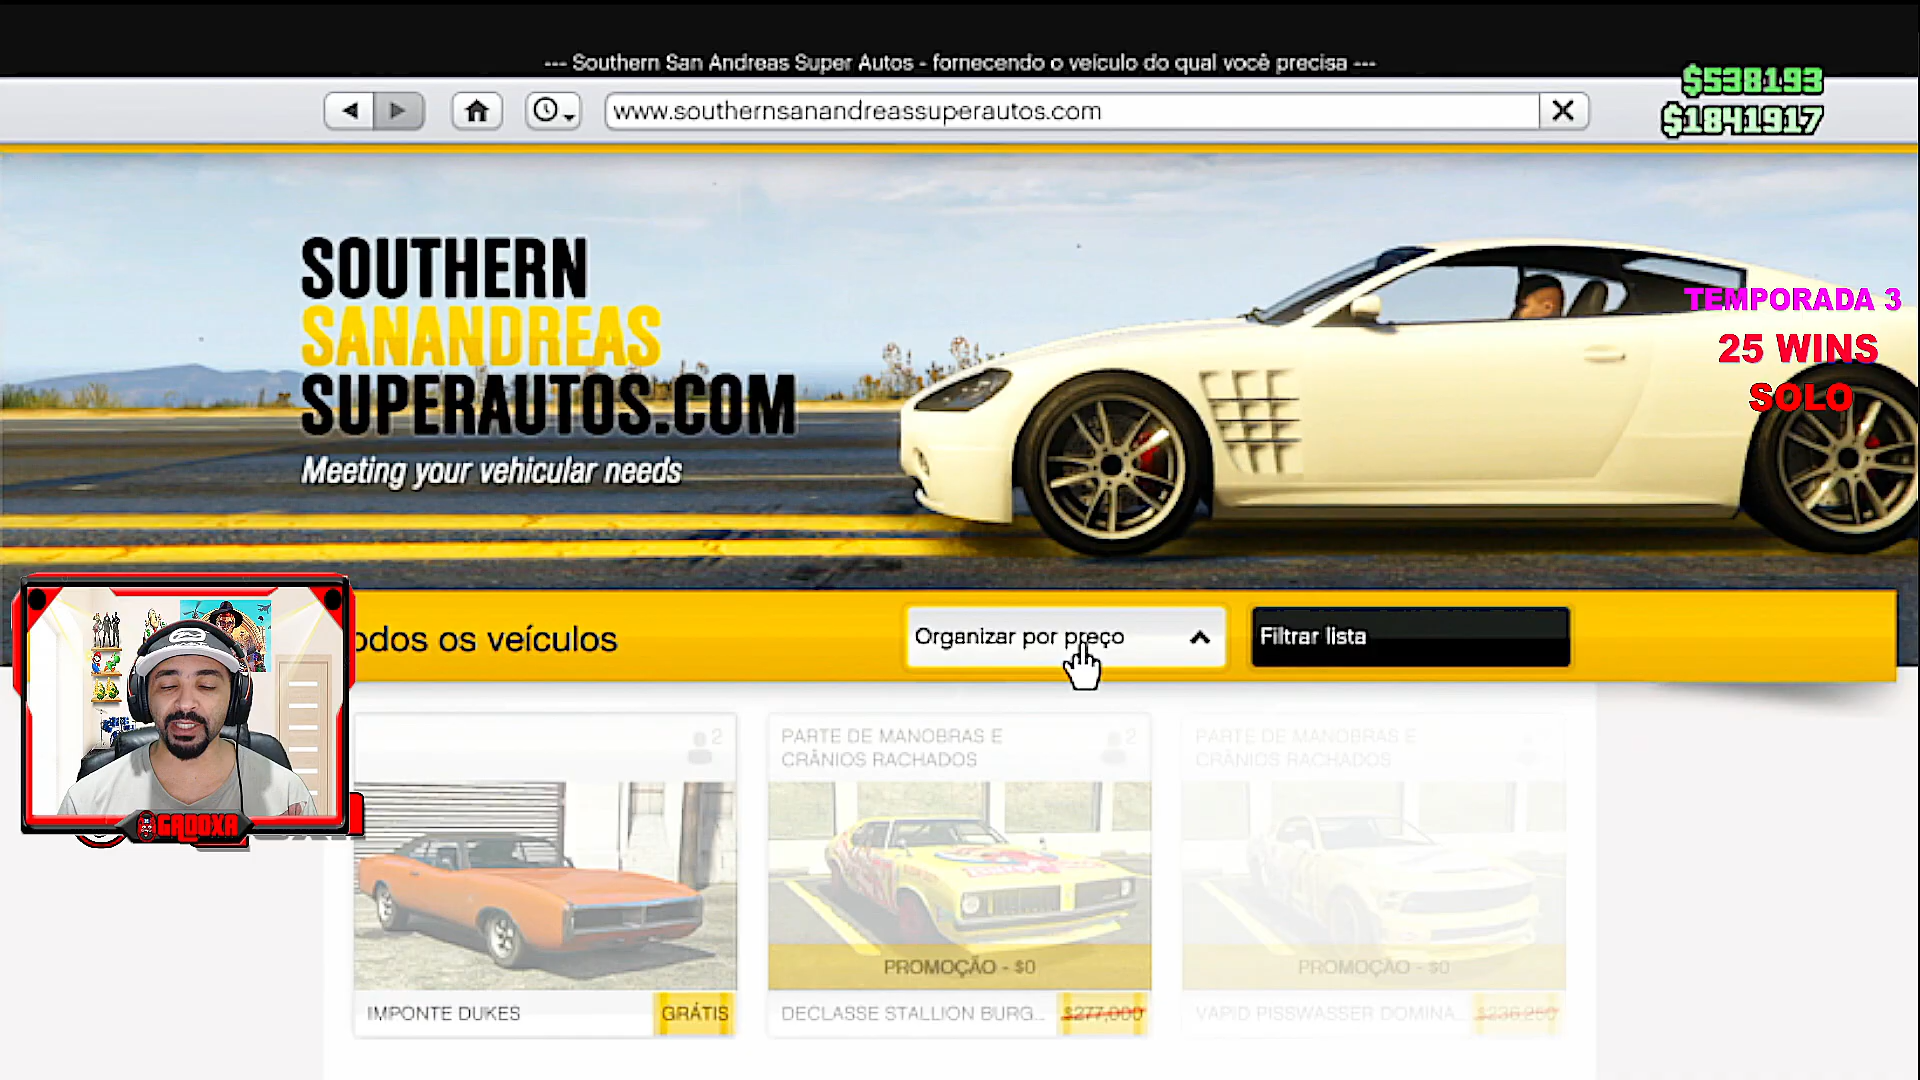 --- Southern San Andreas Super Autos - fornecendo o veículo do qual você precisa ---
$538193
$1841917
www.southernsanandreassuperautos.com
SOUTHERN
SANANDREAS
SUPERAUTOS.COM
Meeting your vehicular needs
TEMPORADA 3
25 WINS
SOLO
odos os veículos
Organizar por preço
Filtrar lista
2
PARTE DE MANOBRAS E
CRÂNIOS RACHADOS
2
PARTE DE MANOBRAS E
CRÂNIOS RACHADOS
GADOXA
PROMOÇÃO - $0
PROMOÇÃO - $0
IMPONTE DUKES
GRÁTIS
DECLASSE STALLION BURG...
$277,000
VAPID PISSWASSER DOMINA...
$236,250